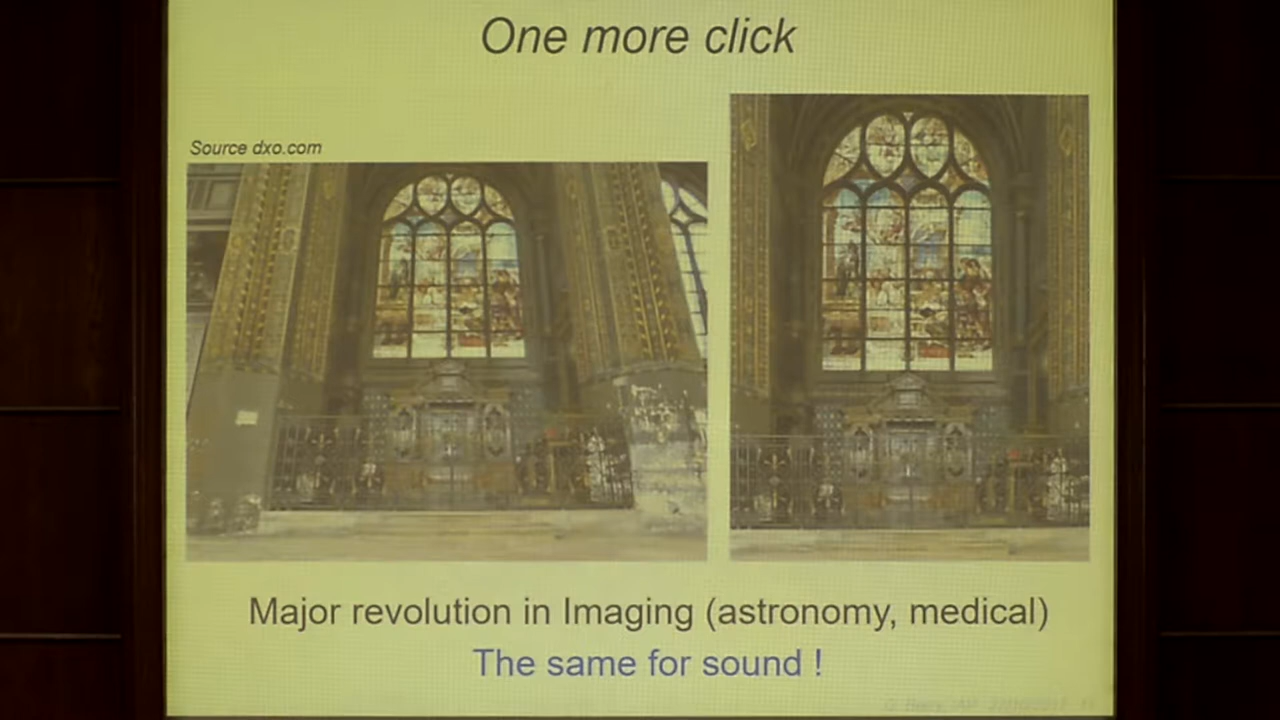 One more click
Source dxo.com
Major revolution in Imaging (astronomy, medical)
The same for sound !